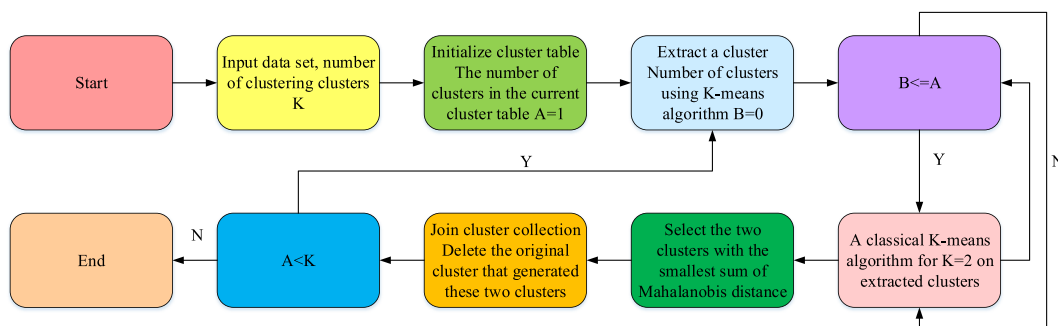 Start
Input data set, number
of clustering clusters
K
Initialize cluster table
The number of
clusters in the current
cluster table A=1
Extract a cluster
Number of clusters
using K-means
algorithm B=0
B<=A
Y
Y
N
End
N
A<K
Join cluster collection
Delete the original
cluster that generated
these two clusters
Select the two
clusters with the
smallest sum of
Mahalanobis distance
A classical K-means
algorithm for K=2 on
extracted clusters